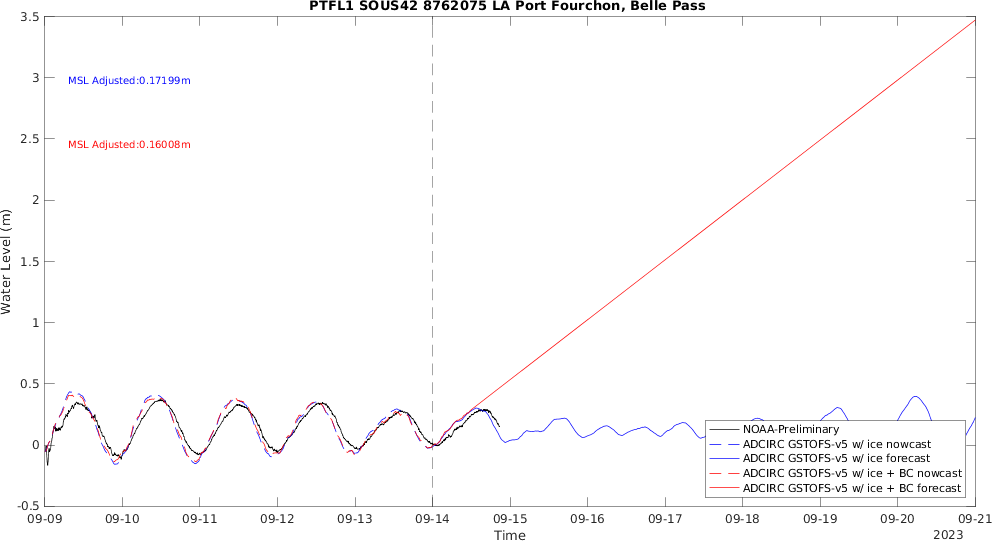 PTFL1 SOUS42 8762075 LA Port Fourchon, Belle Pass
3.5
3
2.5
2
1.5
1
0.5
0
-0.5
Water Level (m)
MSL Adjusted:0.17199m
MSL Adjusted:0.16008m
NOAA-Preliminary
ADCIRC GSTOFS-v5 w/ ice nowcast
ADCIRC GSTOFS-v5 w/ ice forecast
ADCIRC GSTOFS-v5 w/ ice + BC nowcast
ADCIRC GSTOFS-v5 w/ ice + BC forecast
09-09 09-10 09-11 09-12 09-13 09-14 09-15 09-16 09-17 09-18 09-19 09-20 09-21
Time
2023